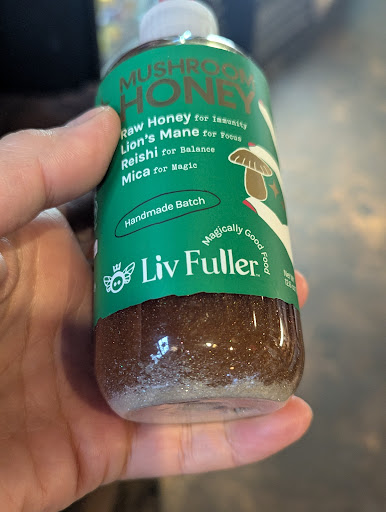 MUSHROOM
HONEY
Raw Honey for Immunity
Lion's Mane for Focus
Reishi for Balance
Mica for Magic
Handmade Batch
Magically Good Food
Liv Fuller™